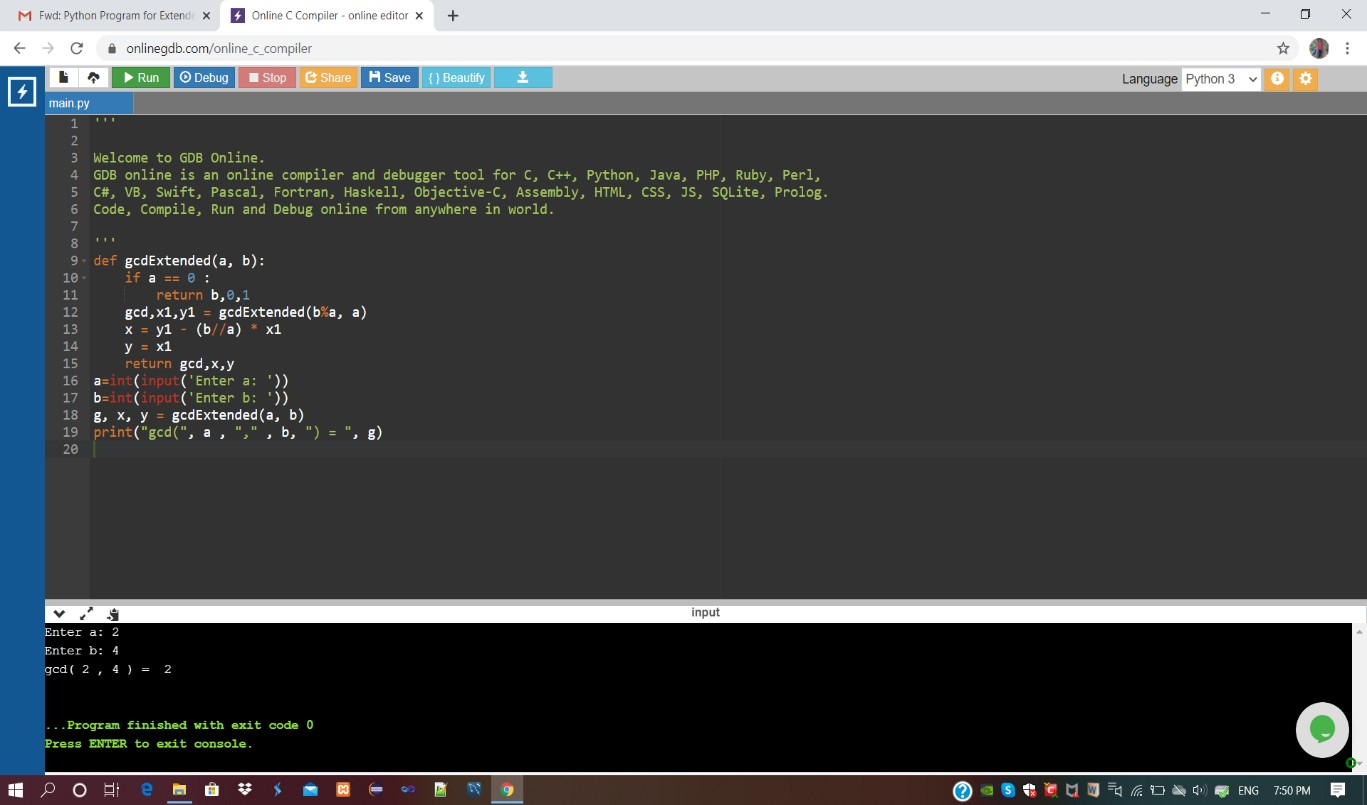 Fwd: Python Program for Extende
Online C Compiler - online editor
onlinegdb.com/online_c_compiler
Run Debug Stop Share Save {} Beautify
Language Python 3
main.py
1 '''
2
3 Welcome to GDB Online.
4 GDB online is an online compiler and debugger tool for C, C++, Python, Java, PHP, Ruby, Perl,
5 C#, VB, Swift, Pascal, Fortran, Haskell, Objective-C, Assembly, HTML, CSS, JS, SQLite, Prolog.
6 Code, Compile, Run and Debug online from anywhere in world.
7
8 '''
9 def gcdExtended(a, b):
10 if a == 0 :
11 return b,0,1
12 gcd,x1,y1 = gcdExtended(b%a, a)
13 x = y1 - (b//a) * x1
14 y = x1
15 return gcd,x,y
16 a=int(input('Enter a: '))
17 b=int(input('Enter b: '))
18 g, x, y = gcdExtended(a, b)
19 print("gcd(", a , "," , b, ") = ", g)
20
input
Enter a: 2
Enter b: 4
gcd( 2 , 4 ) =  2
...Program finished with exit code 0
Press ENTER to exit console.
ENG 7:50 PM